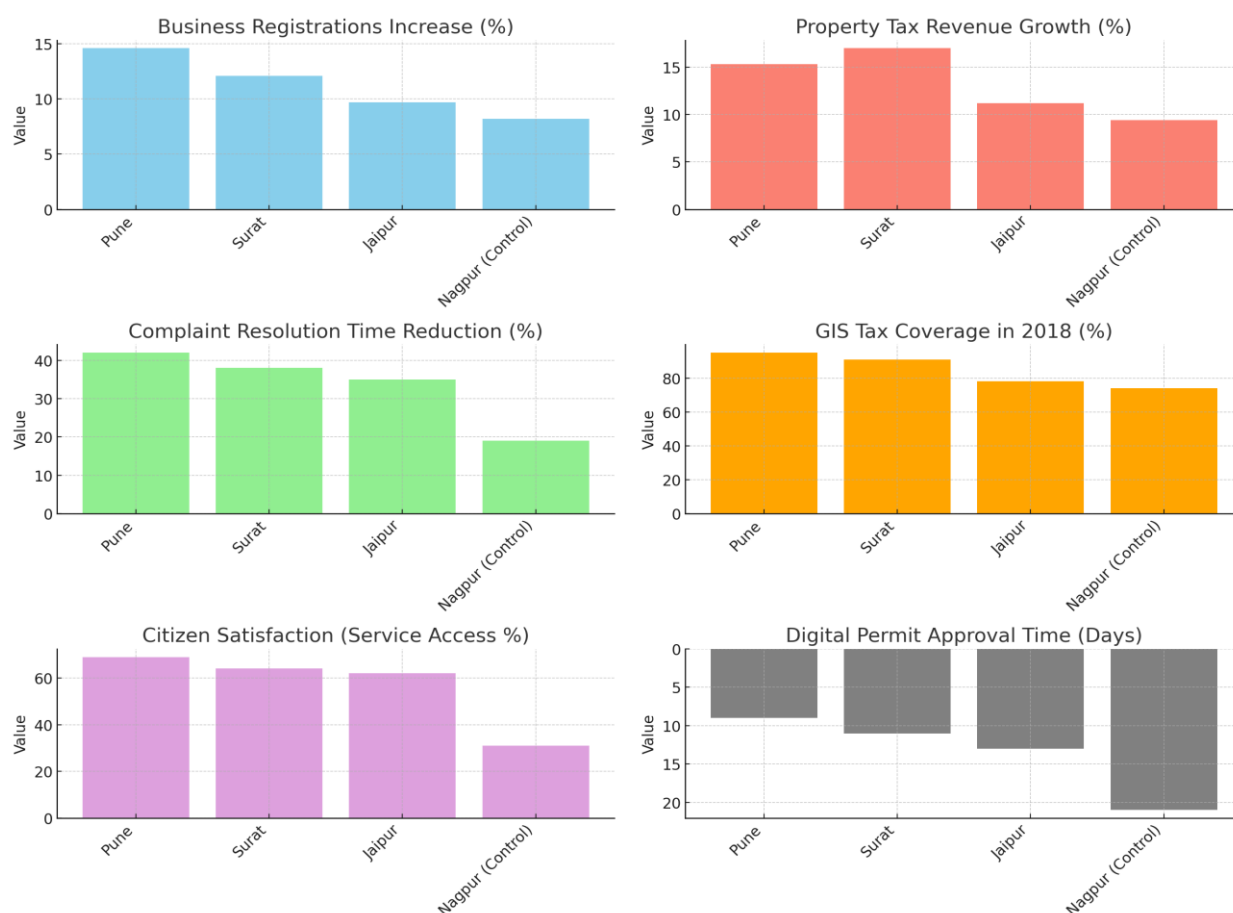 Business Registrations Increase (%)
Value
15
10
5
0
Pune
Surat
Jaipur
Nagpur (Control)
Property Tax Revenue Growth (%)
Value
15
10
5
0
Pune
Surat
Jaipur
Nagpur (Control)
Complaint Resolution Time Reduction (%)
Value
40
30
20
10
0
Pune
Surat
Jaipur
Nagpur (Control)
GIS Tax Coverage in 2018 (%)
Value
80
60
40
20
0
Pune
Surat
Jaipur
Nagpur (Control)
Citizen Satisfaction (Service Access %)
Value
60
40
20
0
Pune
Surat
Jaipur
Nagpur (Control)
Digital Permit Approval Time (Days)
Value
0
5
10
15
20
Pune
Surat
Jaipur
Nagpur (Control)